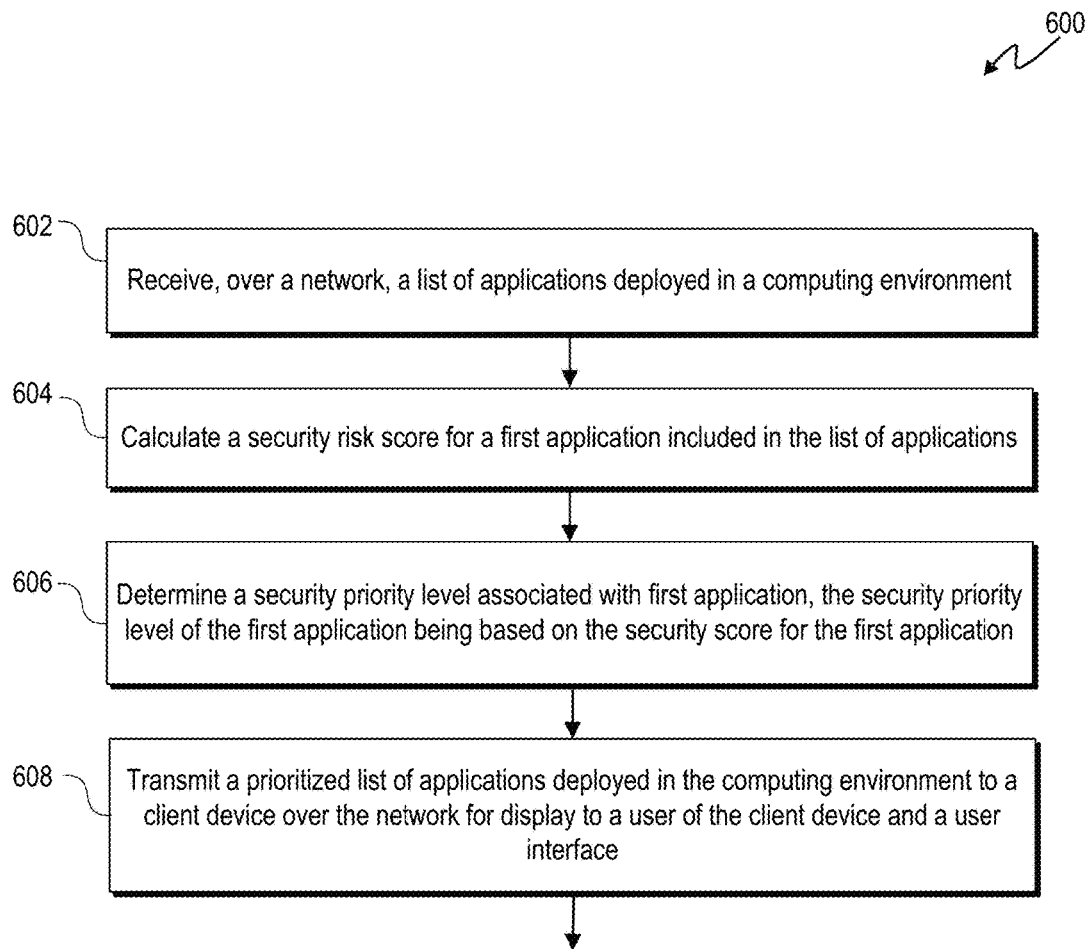 600
602
Receive, over a network, a list of applications deployed in a computing environment
604
Calculate a security risk score for a first application included in the list of applications
606
Determine a security priority level associated with first application, the security priority
level of the first application being based on the security score for the first application
608
Transmit a prioritized list of applications deployed in the computing environment to a
client device over the network for display to a user of the client device and a user
interface